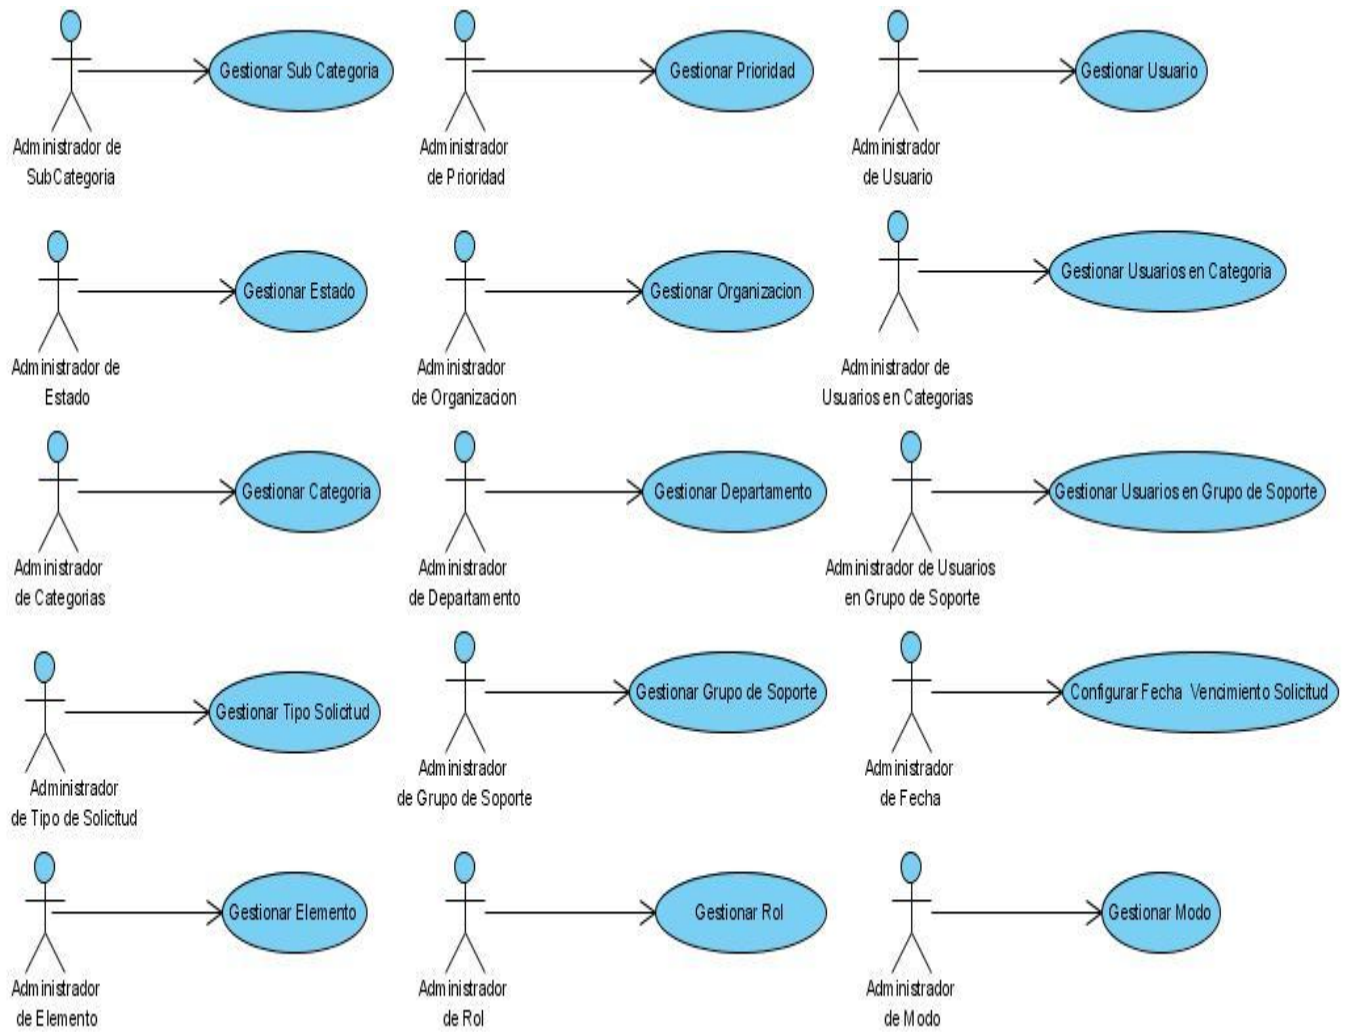 Gestionar Sub Categoria
Administrador de
SubCategoria
Gestionar Prioridad
Administrador
de Prioridad
Gestionar Usuario
Administrador
de Usuario
Gestionar Estado
Administrador de
Estado
Gestionar Organizacion
Administrador
de Organizacion
Gestionar Usuarios en Categoria
Administrador de
Usuarios en Categorias
Gestionar Categoria
Administrador
de Categorias
Gestionar Departamento
Administrador
de Departamento
Gestionar Usuarios en Grupo de Soporte
Administrador de Usuarios
en Grupo de Soporte
Gestionar Tipo Solicitud
Administrador
de Tipo de Solicitud
Gestionar Grupo de Soporte
Administrador
de Grupo de Soporte
Configurar Fecha Vencimiento Solicitud
Administrador
de Fecha
Gestionar Elemento
Administrador
de Elemento
Gestionar Rol
Administrador
de Rol
Gestionar Modo
Administrador
de Modo